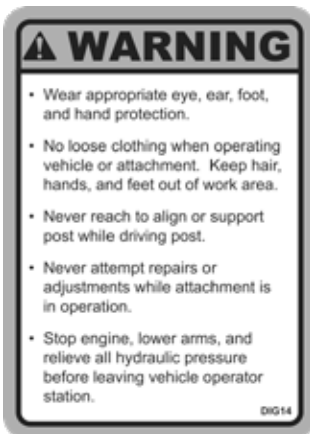 WARNING
• Wear appropriate eye, ear, foot,
and hand protection.
• No loose clothing when operating
vehicle or attachment. Keep hair,
hands, and feet out of work area.
• Never reach to align or support
post while driving post.
• Never attempt repairs or
adjustments while attachment is
in operation.
• Stop engine, lower arms, and
relieve all hydraulic pressure
before leaving vehicle operator
station.
DIG14